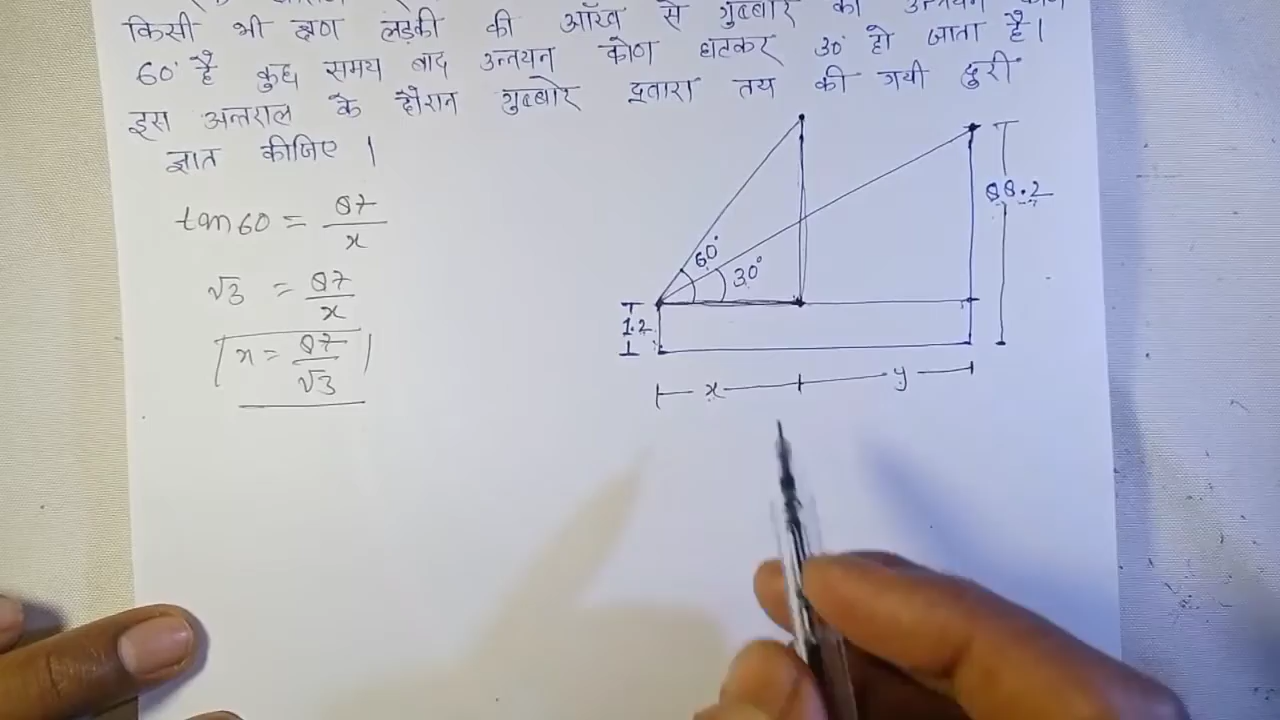 किसी भी क्षण लड़की की आँख से गुब्बारे का उन्नयन कोण
60° है कुछ समय बाद उन्नयन कोण घटकर 30° हो जाता है।
इस अन्तराल के दौरान गुब्बोरे द्वारा तय की गयी दुरी
ज्ञात कीजिए |
tan 60 = 87/x
√3 = 87/x
x = 87/√3
60°
30°
88.2
1.2
x
y